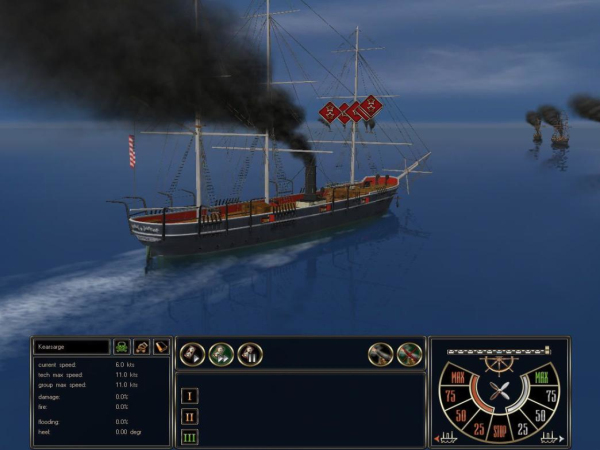 Kearsarge
current speed: 6.0 kts
tech max speed: 11.0 kts
group max speed: 11.0 kts
damage: 0.0%
fire: 0.0%
flooding: 0.0%
heel: 0.00 degr
I
II
III
MAX MAX
75 75
50 50
25 STOP 25